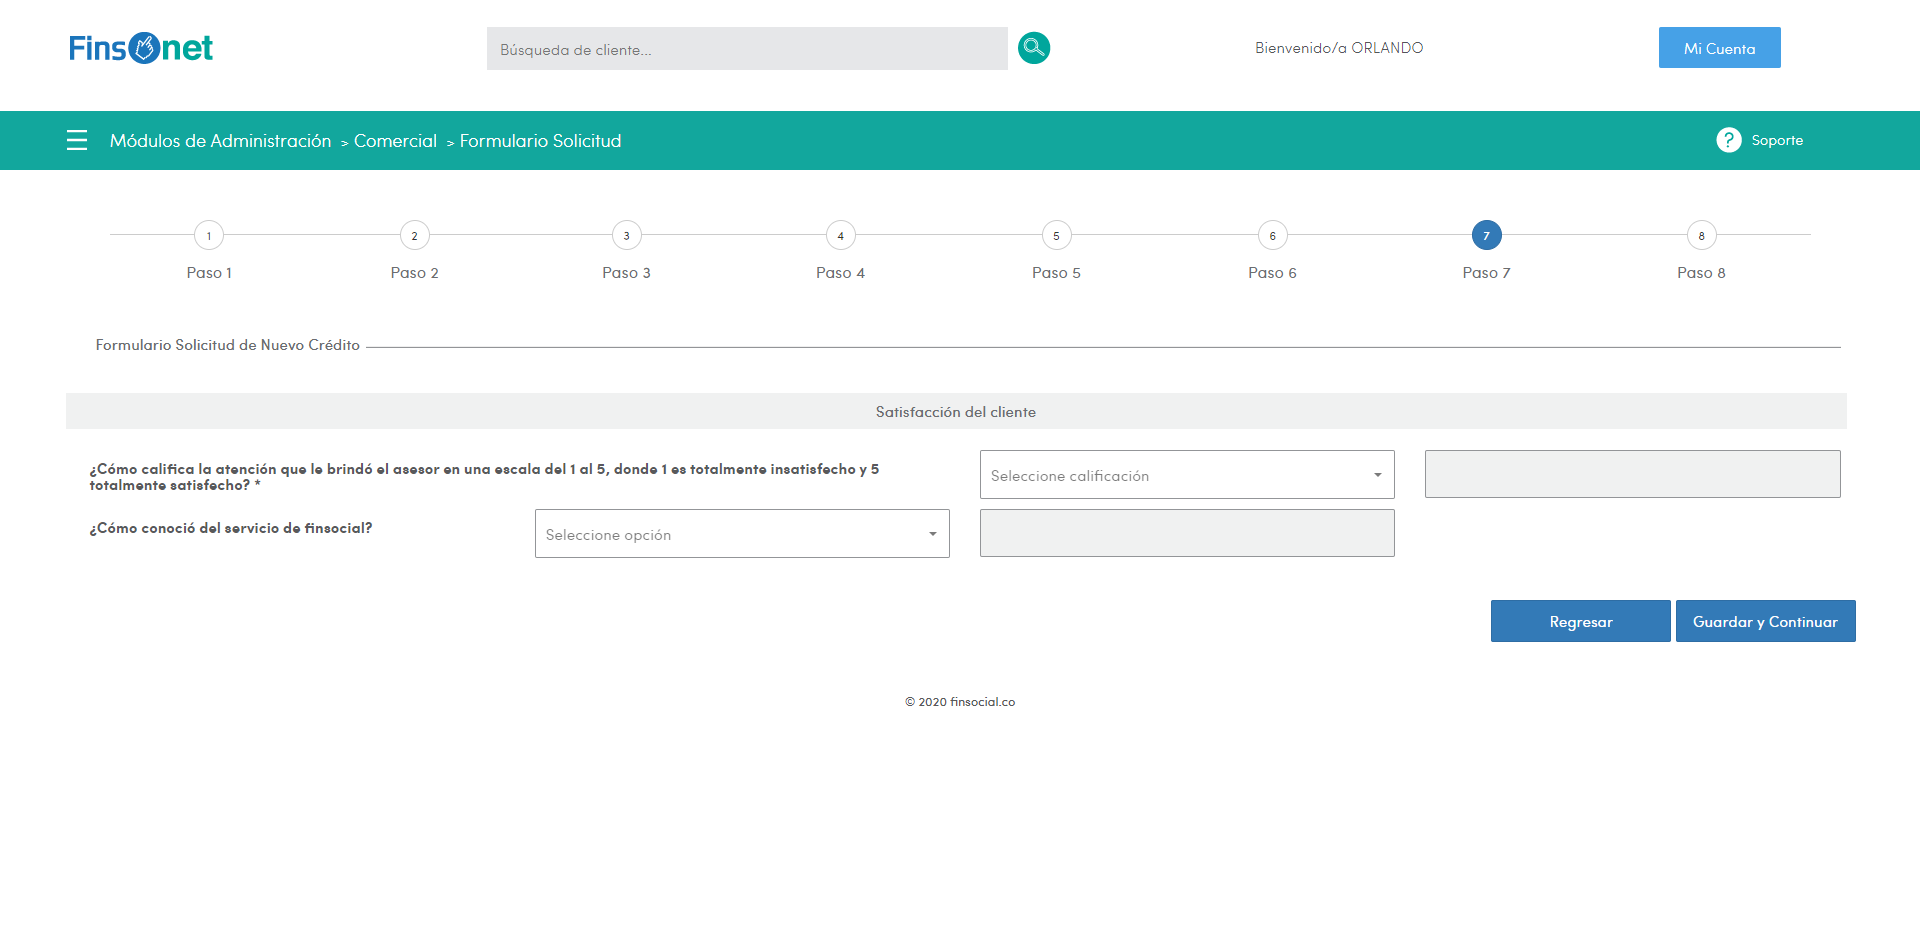 Finsonet
Búsqueda de cliente...
Bienvenido/a ORLANDO
Mi Cuenta
Módulos de Administración > Comercial > Formulario Solicitud
? Soporte
1 2 3 4 5 6 7 8
Paso 1 Paso 2 Paso 3 Paso 4 Paso 5 Paso 6 Paso 7 Paso 8
Formulario Solicitud de Nuevo Crédito
Satisfacción del cliente
¿Cómo califica la atención que le brindó el asesor en una escala del 1 al 5, donde 1 es totalmente insatisfecho y 5
totalmente satisfecho? *
Seleccione calificación
¿Cómo conoció del servicio de finsocial?
Seleccione opción
Regresar
Guardar y Continuar
© 2020 finsocial.co